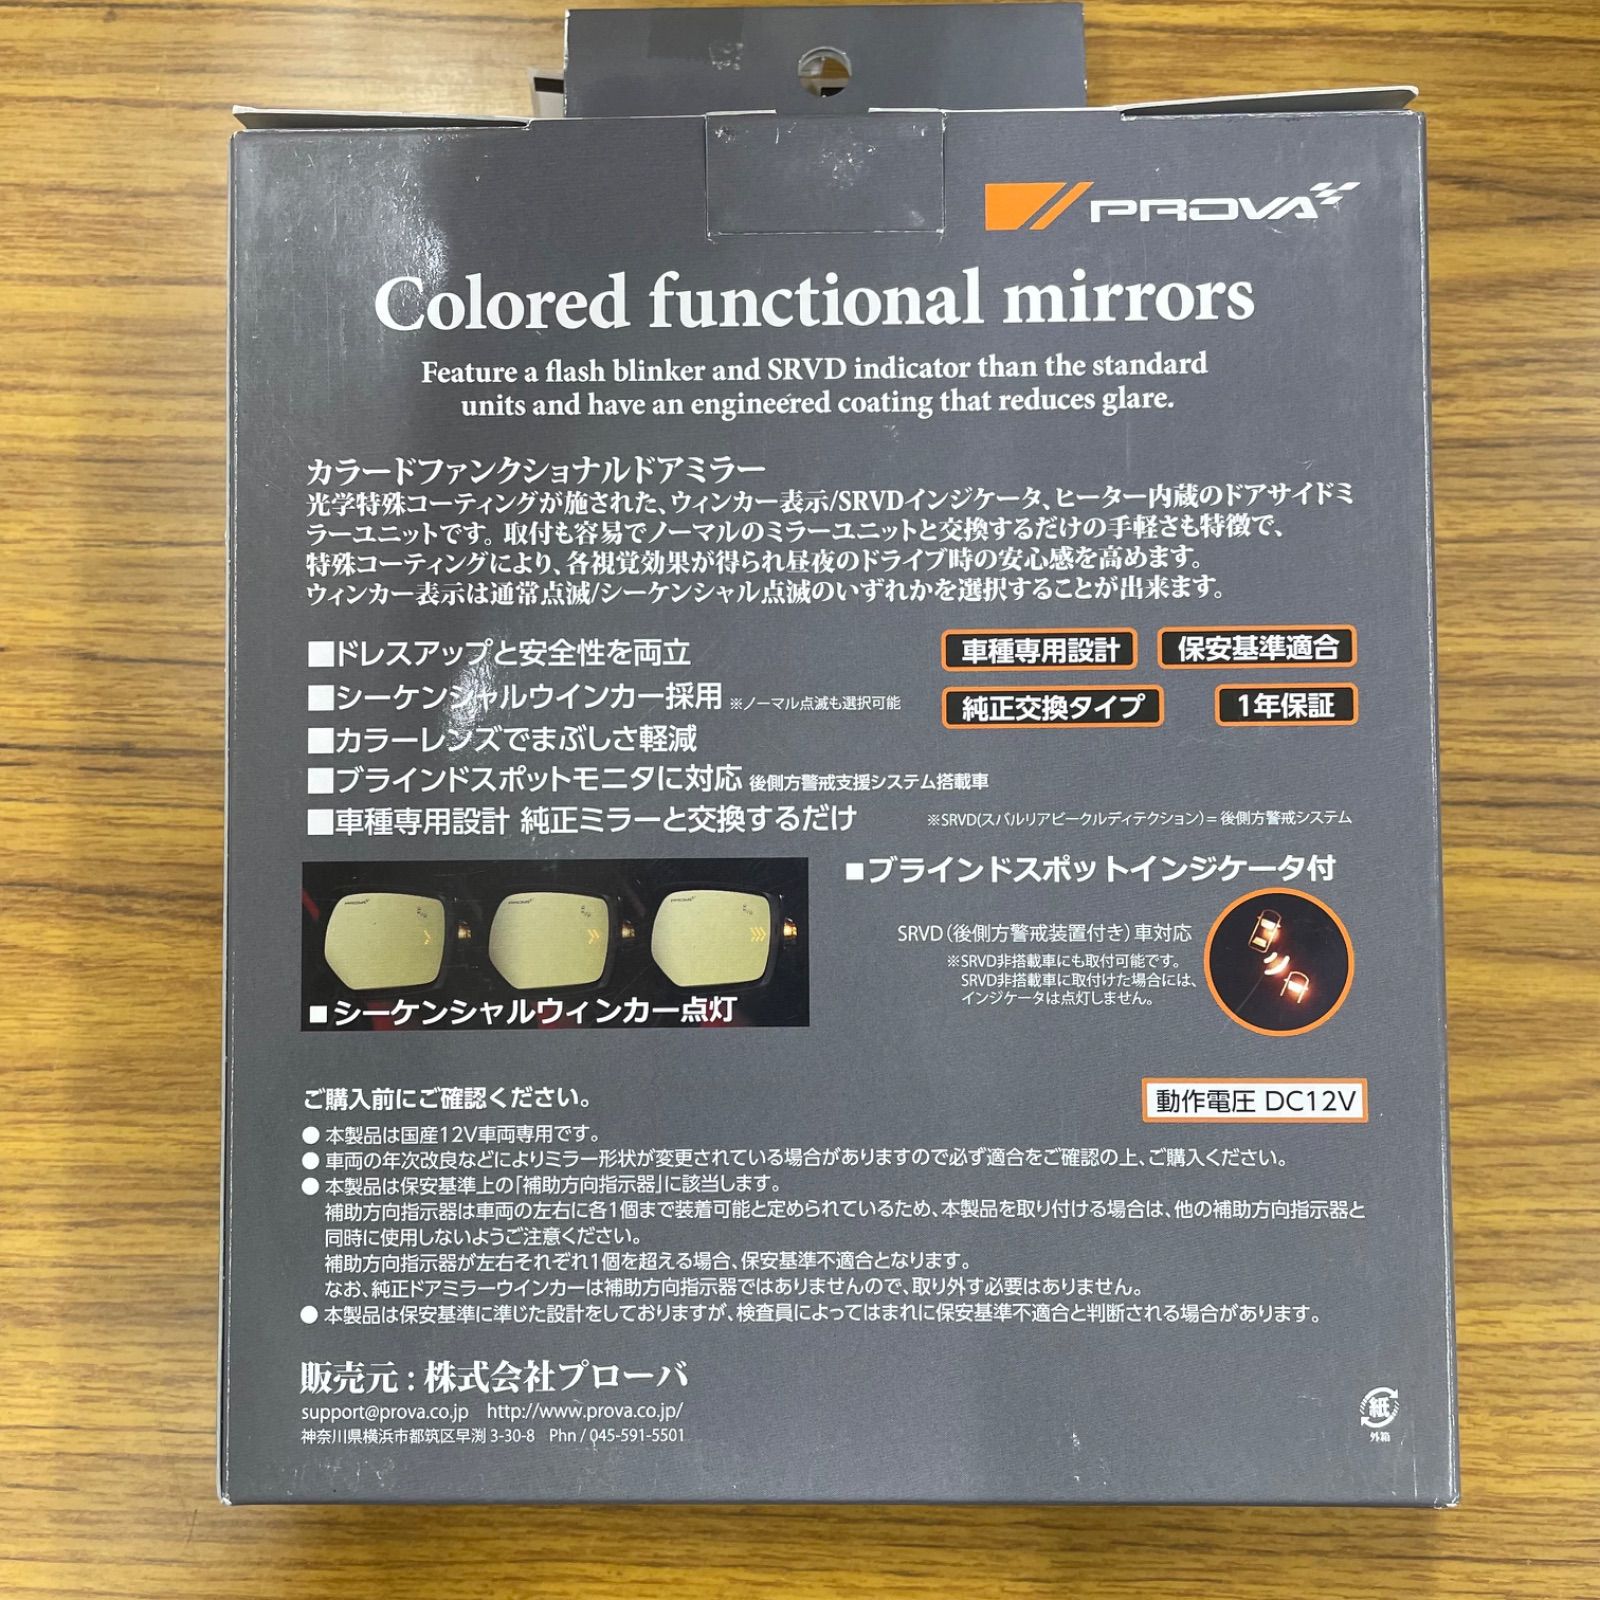 PROVA
Colored functional mirrors
Feature a flash blinker and SRVD indicator than the standard
units and have an engineered coating that reduces glare.
カラードファンクショナルドアミラー
光学特殊コーティングが施された、ウィンカー表示/SRVDインジケータ、ヒーター内蔵のドアサイドミ
ラーユニットです。取付も容易でノーマルのミラーユニットと交換するだけの手軽さも特徴で、
特殊コーティングにより、各視覚効果が得られ昼夜のドライブ時の安心感を高めます。
ウィンカー表示は通常点滅/シーケンシャル点滅のいずれかを選択することが出来ます。
■ドレスアップと安全性を両立
■シーケンシャルウインカー採用 ※ノーマル点滅も選択可能
■カラーレンズでまぶしさ軽減
■ブラインドスポットモニタに対応 後側方警戒支援システム搭載車
■車種専用設計 純正ミラーと交換するだけ
車種専用設計
保安基準適合
純正交換タイプ
1年保証
※SRVD(スバルリアビークルディテクション)=後側方警戒システム
PROVA
PROVA
PROVA
■シーケンシャルウィンカー点灯
■ブラインドスポットインジケータ付
SRVD(後側方警戒装置付き)車対応
※SRVD非搭載車にも取付可能です。
SRVD非搭載車に取付けた場合には、
インジケータは点灯しません。
ご購入前にご確認ください。
動作電圧 DC12V
● 本製品は国産12V車両専用です。
● 車両の年次改良などによりミラー形状が変更されている場合がありますので必ず適合をご確認の上、ご購入ください。
● 本製品は保安基準上の「補助方向指示器」に該当します。
補助方向指示器は車両の左右に各1個まで装着可能と定められているため、本製品を取り付ける場合は、他の補助方向指示器と
同時に使用しないようご注意ください。
補助方向指示器が左右それぞれ1個を超える場合、保安基準不適合となります。
なお、純正ドアミラーウインカーは補助方向指示器ではありませんので、取り外す必要はありません。
● 本製品は保安基準に準じた設計をしておりますが、検査員によってはまれに保安基準不適合と判断される場合があります。
販売元:株式会社プローバ
support@prova.co.jp http://www.prova.co.jp/
神奈川県横浜市都筑区早渕 3-30-8 Phn / 045-591-5501
紙
外箱